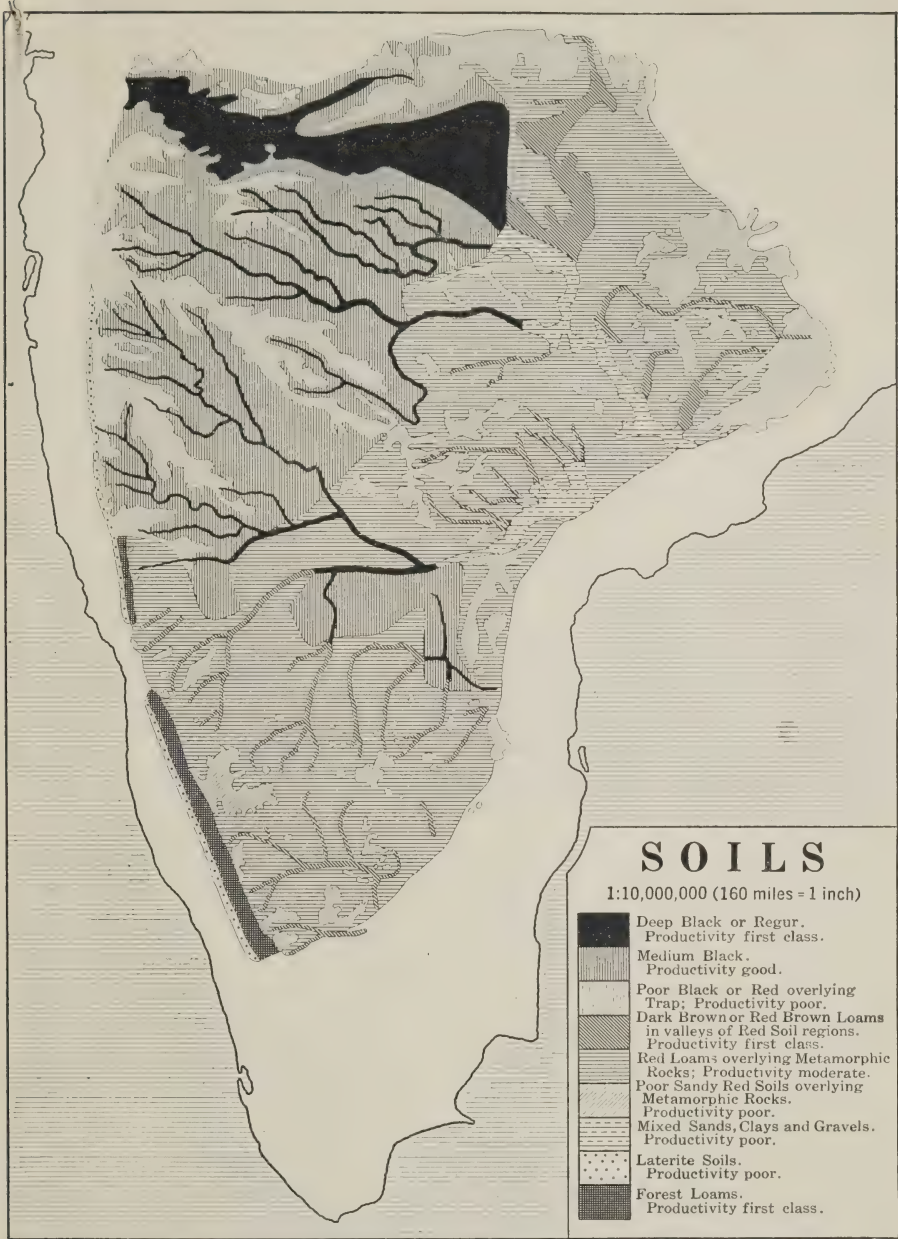 SOILS
1:10,000,000 (160 miles = 1 inch)
Deep Black or Regur.
Productivity first class.
Medium Black.
Productivity good.
Poor Black or Red overlying
Trap; Productivity poor.
Dark Brown or Red Brown Loams
in valleys of Red Soil regions.
Productivity first class.
Red Loams overlying Metamorphic
Rocks; Productivity moderate.
Poor Sandy Red Soils overlying
Metamorphic Rocks.
Productivity poor.
Mixed Sands, Clays and Gravels.
Productivity poor.
Laterite Soils.
Productivity poor.
Forest Loams.
Productivity first class.